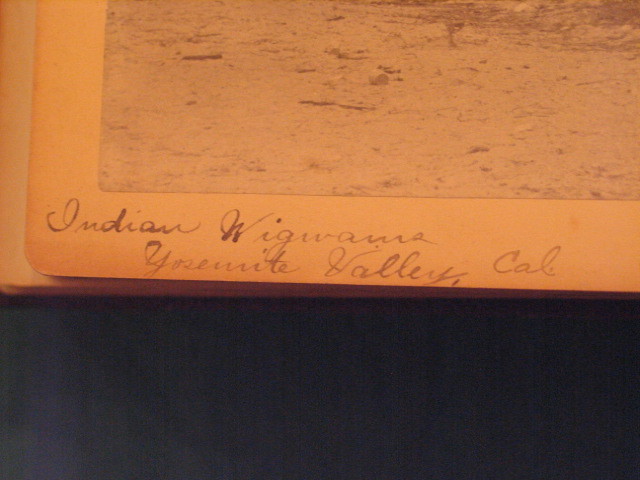 Indian Wigwams
Yosemite Valley, Cal.